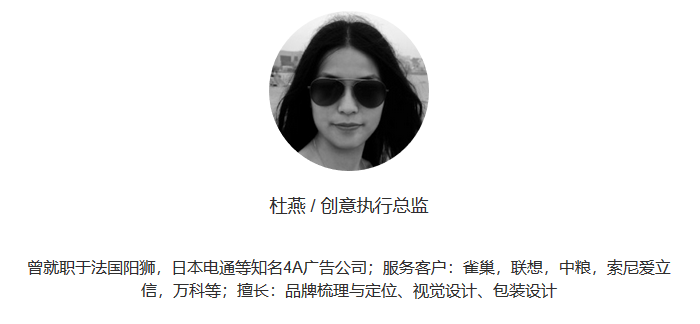 杜燕 / 创意执行总监
曾就职于法国阳狮，日本电通等知名4A广告公司；服务客户：雀巢，联想，中粮，索尼爱立
信，万科等；擅长：品牌梳理与定位、视觉设计、包装设计